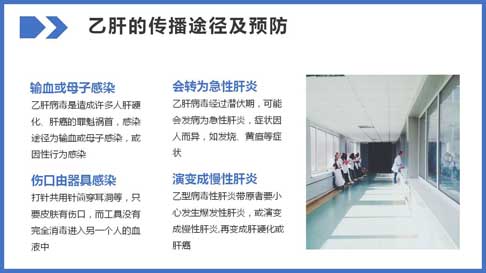 乙肝的传播途径及预防
输血或母子感染
乙肝病毒是造成许多人肝硬
化、肝癌的罪魁祸首，感染
途径为输血或母子感染，或
因性行为感染
伤口由器具感染
打针共用针筒穿耳洞等，只
要皮肤有伤口，而工具没有
完全消毒进入另一个人的血
液中
会转为急性肝炎
乙肝病毒经过潜伏期，可能
会发病为急性肝炎，症状因
人而异，如发烧、黄疸等症
状
演变成慢性肝炎
乙型病毒性肝炎带原者要小
心发生爆发性肝炎，或演变
成慢性肝炎,再变成肝硬化或
肝癌